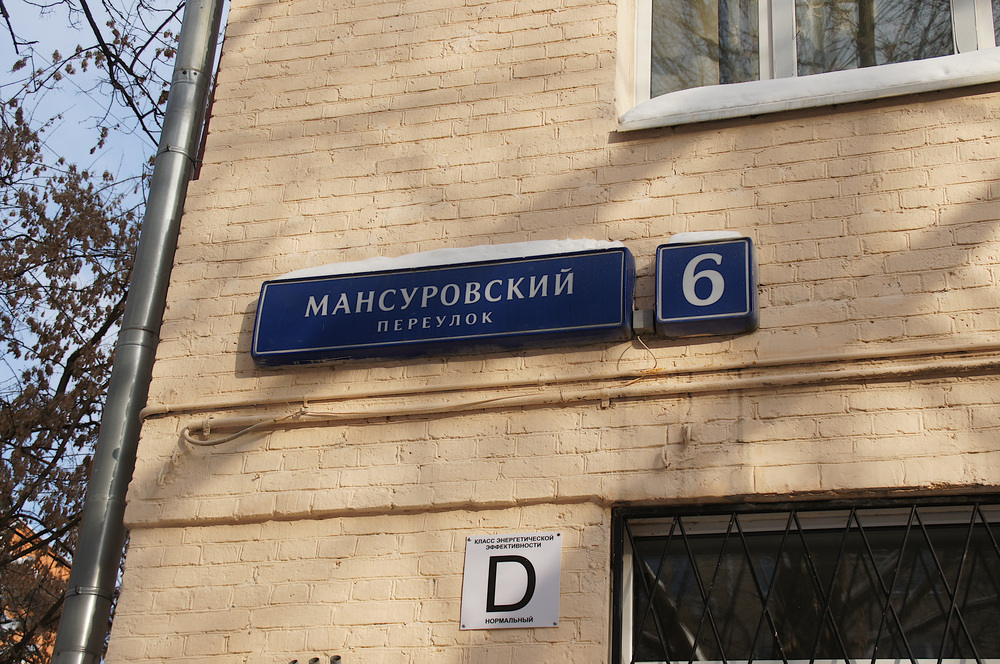 МАНСУРОВСКИЙ
ПЕРЕУЛОК
6
КЛАСС ЭНЕРГЕТИЧЕСКОЙ
ЭФФЕКТИВНОСТИ
D
НОРМАЛЬНЫЙ